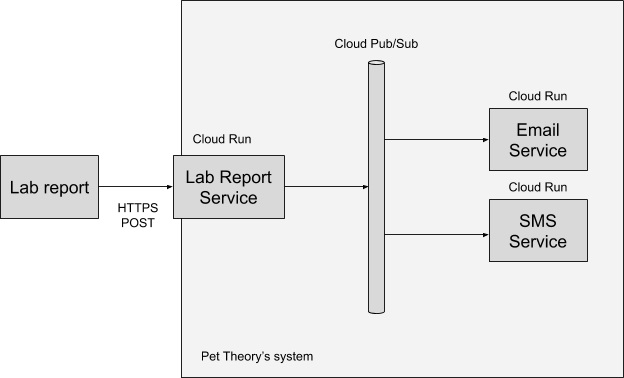 Cloud Pub/Sub
Cloud Run
Email
Service
Cloud Run
Lab report
HTTPS
POST
Lab Report
Service
Cloud Run
SMS
Service
Pet Theory's system